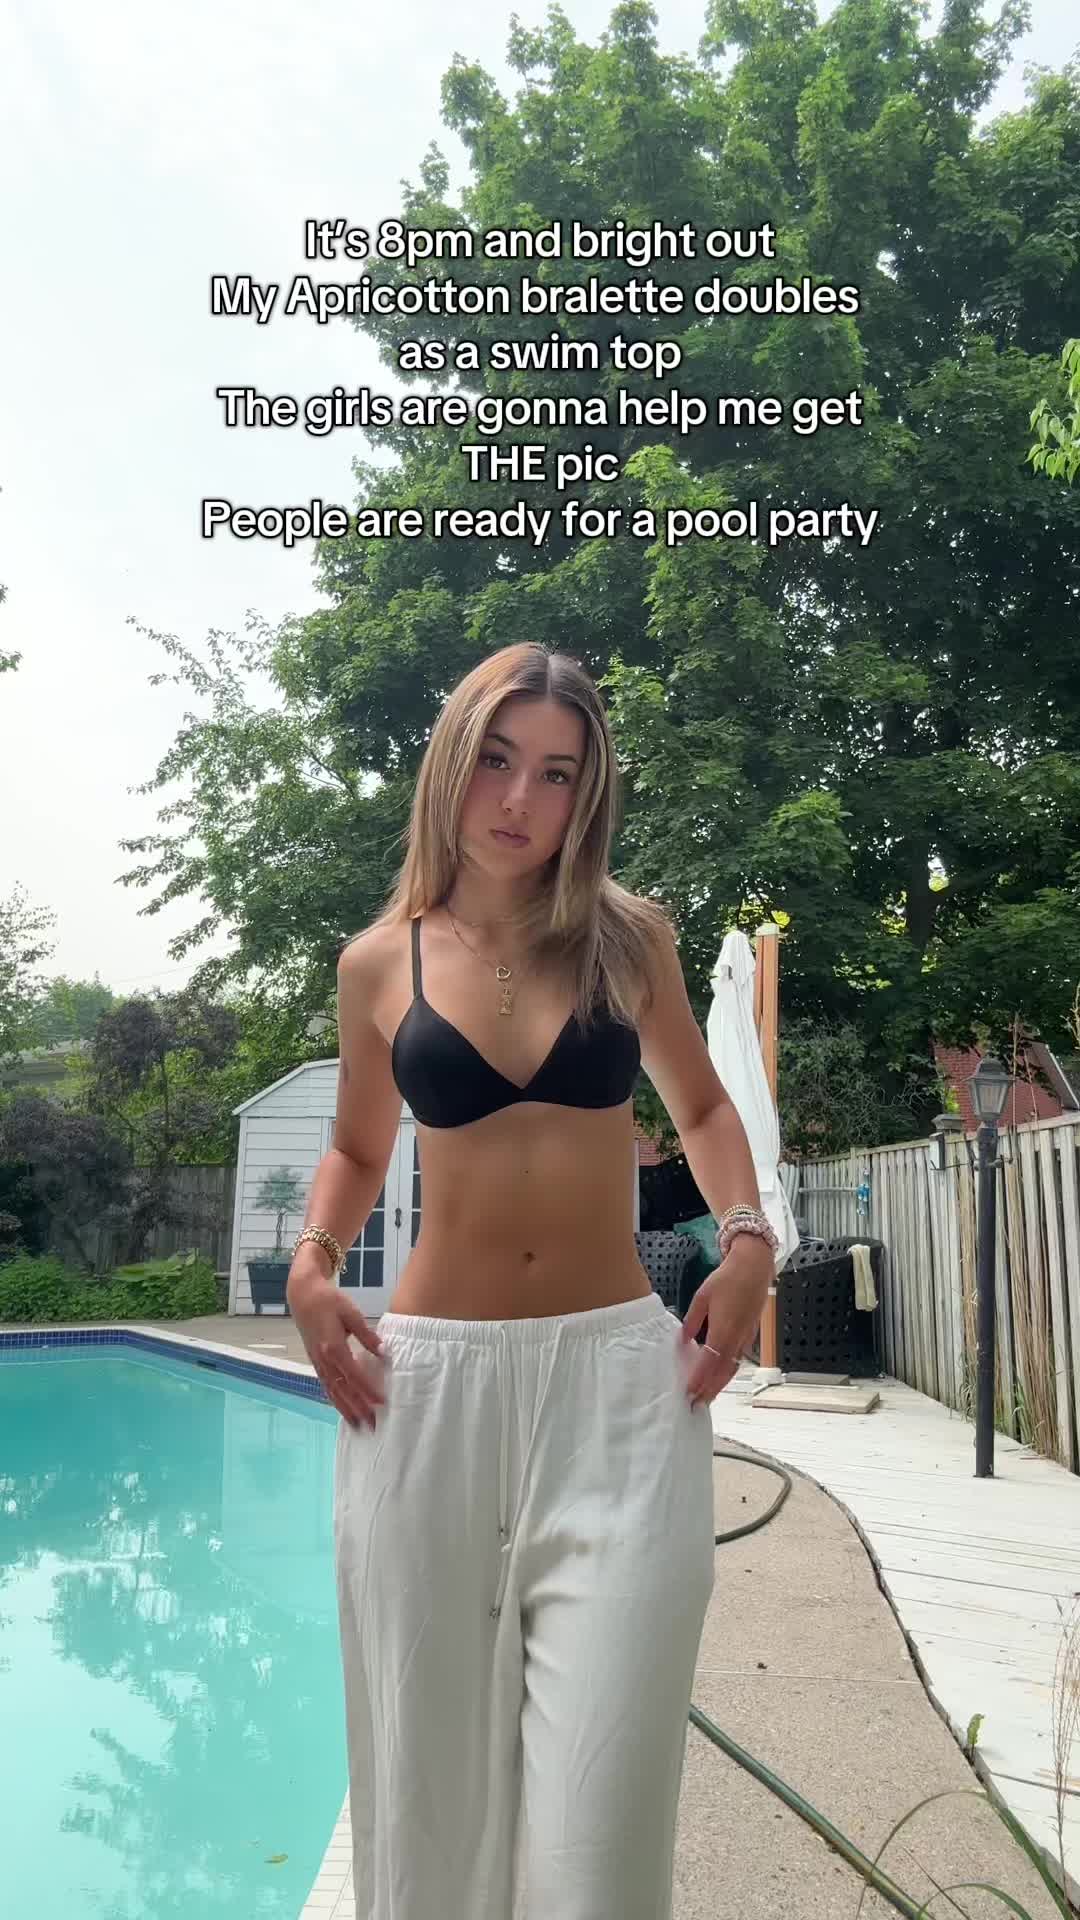 It's 8pm and bright out
My Apricotton bralette doubles
as a swim top
The girls are gonna help me get
THE pic
People are ready for a pool party